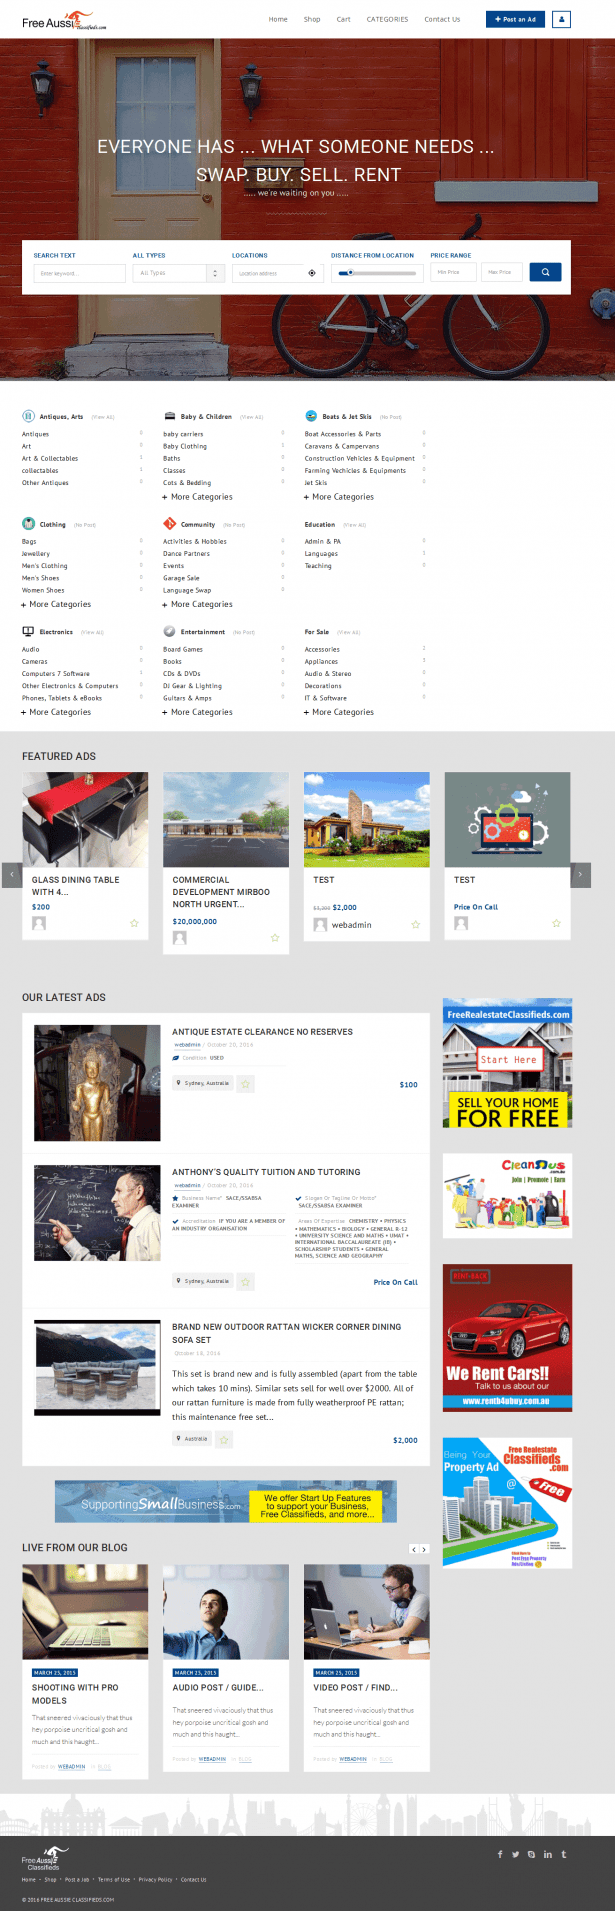 Free Aussie
Classifieds.com
Home Shop Cart CATEGORIES Contact Us
+ Post an Ad
EVERYONE HAS ... WHAT SOMEONE NEEDS ...
SWAP. BUY. SELL. RENT
..... we're waiting on you .....
SEARCH TEXT ALL TYPES LOCATIONS DISTANCE FROM LOCATION PRICE RANGE
Enter keyword... All Types Location address Min Price Max Price
Antiques, Arts (View All)
Antiques 0
Art 0
Art & Collectables 1
collectables 1
Other Antiques 0
Baby & Children (View All)
baby carriers 0
Baby Clothing 1
Baths 0
Classes 0
Cots & Bedding 0
+ More Categories
Boats & Jet Skis (No Post)
Boat Accessories & Parts 0
Caravans & Campervans 0
Construction Vehicles & Equipment 0
Farming Vechicles & Equipments 0
Jet Skis 0
+ More Categories
Clothing (No Post)
Bags 0
Jewellery 0
Men's Clothing 0
Men's Shoes 0
Women Shoes 0
+ More Categories
Community (No Post)
Activities & Hobbies 0
Dance Partners 0
Events 0
Garage Sale 0
Language Swap 0
+ More Categories
Education (View All)
Admin & PA 0
Languages 1
Teaching 0
Electronics (View All)
Audio 0
Cameras 0
Computers 7 Software 1
Other Electronics & Computers 0
Phones, Tablets & eBooks 0
+ More Categories
Entertainment (No Post)
Board Games 0
Books 0
CDs & DVDs 0
DJ Gear & Lighting 0
Guitars & Amps 0
+ More Categories
For Sale (View All)
Accessories 2
Appliances 3
Audio & Stereo 0
Decorations 0
IT & Software 0
+ More Categories
FEATURED ADS
GLASS DINING TABLE
WITH 4...
$200
COMMERCIAL
DEVELOPMENT MIRBOO
NORTH URGENT...
$20,000,000
TEST
$2,000
webadmin
TEST
Price On Call
OUR LATEST ADS
ANTIQUE ESTATE CLEARANCE NO RESERVES
webadmin / October 20, 2016
Condition USED
Sydney, Australia
$100
ANTHONY'S QUALITY TUITION AND TUTORING
webadmin / October 20, 2016
Business Name* SACE/SSABSA
EXAMINER
Slogan Or Tagline Or Motto*
SACE/SSABSA EXAMINER
Accreditation IF YOU ARE A MEMBER OF
AN INDUSTRY ORGANISATION
Areas Of Expertise CHEMISTRY • PHYSICS
• MATHEMATICS • BIOLOGY • GENERAL 8-12
• UNIVERSITY SCIENCE AND MATHS • UMAT •
INTERNATIONAL BACCALAUREATE (IB) •
SCHOLARSHIP STUDENTS • GENERAL
MATHS, SCIENCE AND GEOGRAPHY
Sydney, Australia
Price On Call
BRAND NEW OUTDOOR RATTAN WICKER CORNER DINING
SOFA SET
October 18, 2016
This set is brand new and is fully assembled (apart from the table
which takes 10 mins). Similar sets sell for well over $2000. All of
our rattan furniture is made from fully weatherproof PE rattan;
this maintenance free set...
Australia
$2,000
FreeRealestateClassifieds.com
Start Here
SELL YOUR HOME
FOR FREE
CleanRus
.com.au
Join | Promote | Earn
RENT-BACK
We Rent Cars!!
Talk to us about our
www.rent4buy.com.au
Being Your
Property Ad
@
Free Realestate
Classifieds
.com
Free
Post Free Property
Ads/Listing
SupportingSmallBusiness.com
We offer Start Up Features
to support your Business,
Free Classifieds, and more...
LIVE FROM OUR BLOG
MARCH 25, 2015
SHOOTING WITH PRO
MODELS
That sneered vivaciously that thus
hey porpoise uncritical gosh and
much and this haught...
Posted by WEBADMIN In BLOG
MARCH 23, 2015
AUDIO POST / GUIDE...
That sneered vivaciously that thus
hey porpoise uncritical gosh and
much and this haught...
Posted by WEBADMIN In BLOG
MARCH 25, 2015
VIDEO POST / FIND...
That sneered vivaciously that thus
hey porpoise uncritical gosh and
much and this haught...
Posted by WEBADMIN In BLOG
Free Aussie
Classifieds
Home • Shop • Post a Job • Terms of Use • Privacy Policy • Contact Us
© 2016 FREE AUSSIE CLASSIFIEDS.COM